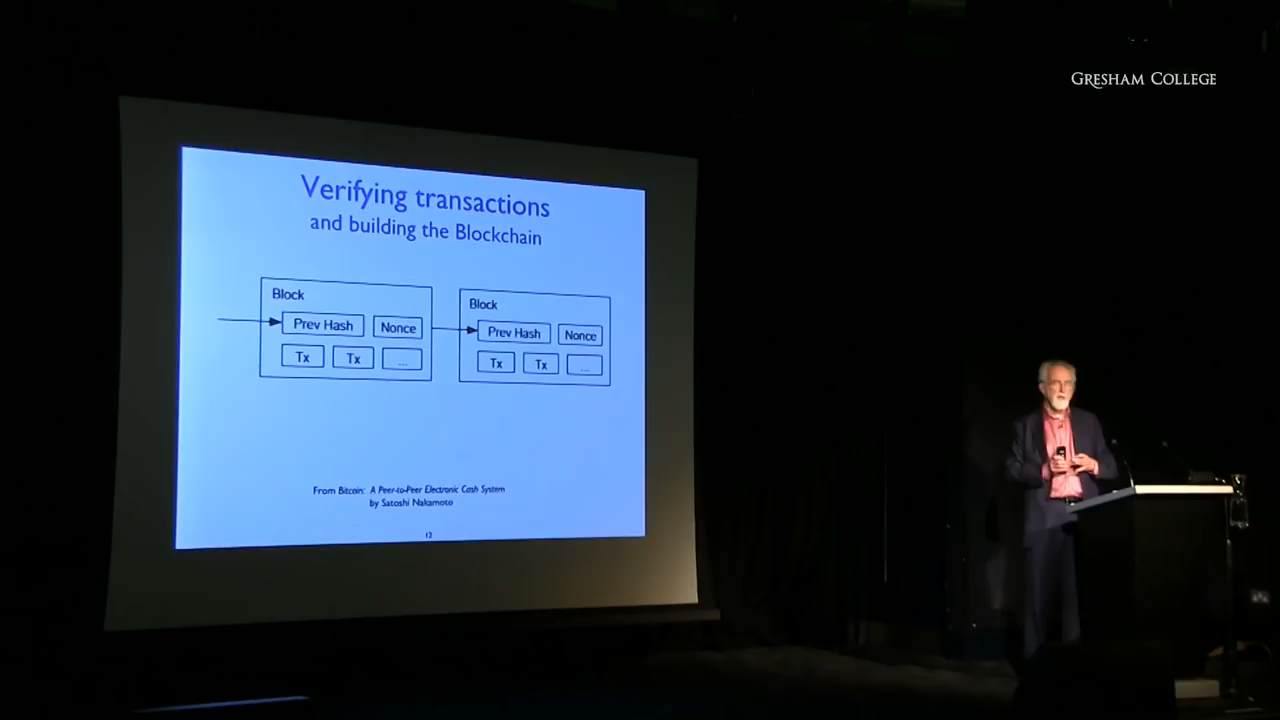 GRESHAM COLLEGE
Verifying transactions
and building the Blockchain
Block
Prev Hash
Nonce
Tx
Tx
...
Block
Prev Hash
Nonce
Tx
Tx
...
From Bitcoin: A Peer-to-Peer Electronic Cash System
by Satoshi Nakamoto
12